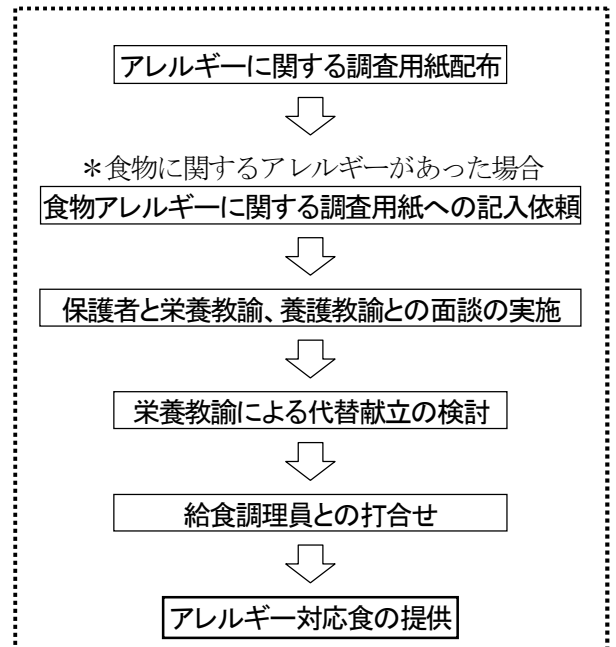 アレルギーに関する調査用紙配布
＊食物に関するアレルギーがあった場合
食物アレルギーに関する調査用紙への記入依頼
保護者と栄養教諭、養護教諭との面談の実施
栄養教諭による代替献立の検討
給食調理員との打合せ
アレルギー対応食の提供